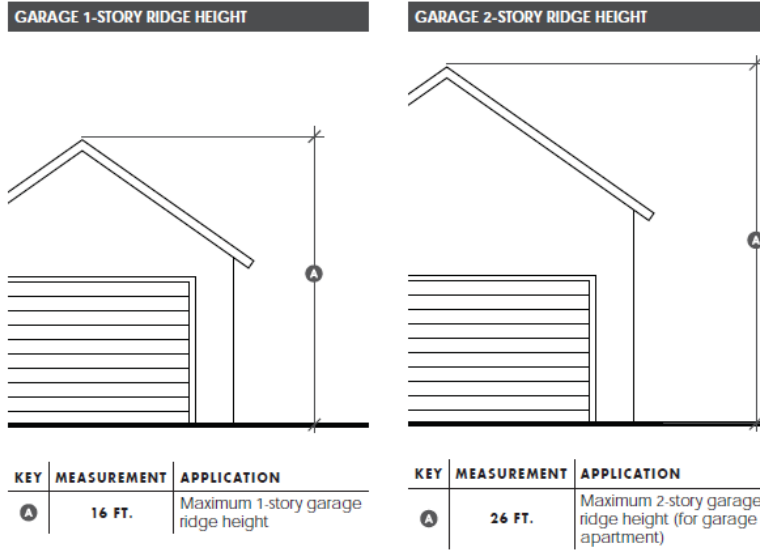 GARAGE 1-STORY RIDGE HEIGHT
A
KEY MEASUREMENT APPLICATION
A 16 FT. Maximum 1-story garage
ridge height
GARAGE 2-STORY RIDGE HEIGHT
A
KEY MEASUREMENT APPLICATION
A 26 FT. Maximum 2-story garage
ridge height (for garage
apartment)